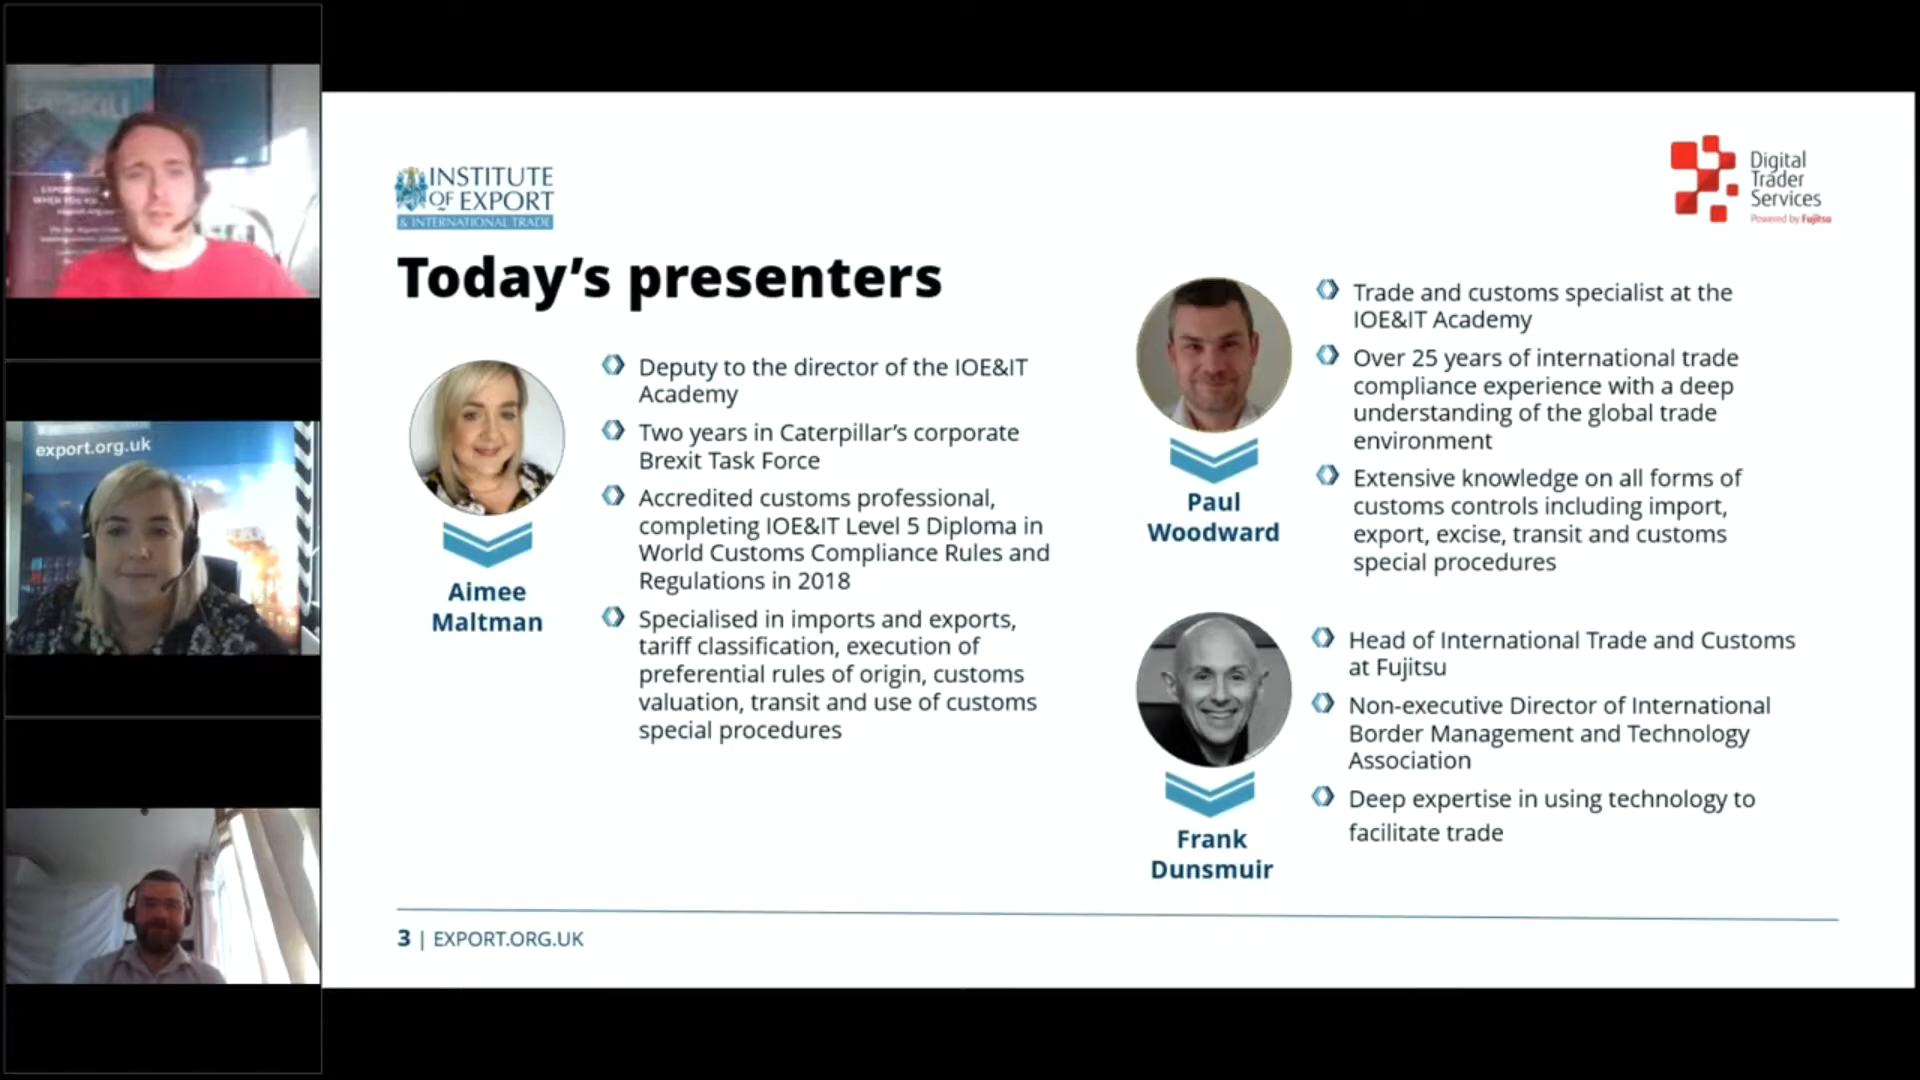 export.org.uk
INSTITUTE
OF EXPORT
& INTERNATIONAL TRADE
Digital
Trader
Services
Powered by Fujitsu
Today's presenters
Aimee
Maltman
Deputy to the director of the IOE&IT
Academy
Two years in Caterpillar's corporate
Brexit Task Force
Accredited customs professional,
completing IOE&IT Level 5 Diploma in
World Customs Compliance Rules and
Regulations in 2018
Specialised in imports and exports,
tariff classification, execution of
preferential rules of origin, customs
valuation, transit and use of customs
special procedures
Paul
Woodward
Trade and customs specialist at the
IOE&IT Academy
Over 25 years of international trade
compliance experience with a deep
understanding of the global trade
environment
Extensive knowledge on all forms of
customs controls including import,
export, excise, transit and customs
special procedures
Frank
Dunsmuir
Head of International Trade and Customs
at Fujitsu
Non-executive Director of International
Border Management and Technology
Association
Deep expertise in using technology to
facilitate trade
3 | EXPORT.ORG.UK